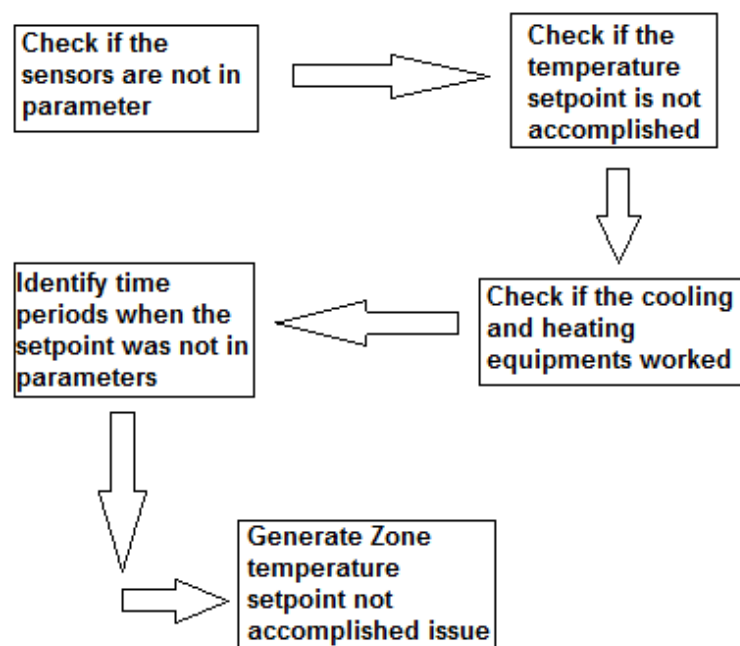 Check if the
sensors are not in
parameter
Check if the
temperature
setpoint is not
accomplished
Check if the cooling
and heating
equipments worked
Identify time
periods when the
setpoint was not in
parameters
Generate Zone
temperature
setpoint not
accomplished issue